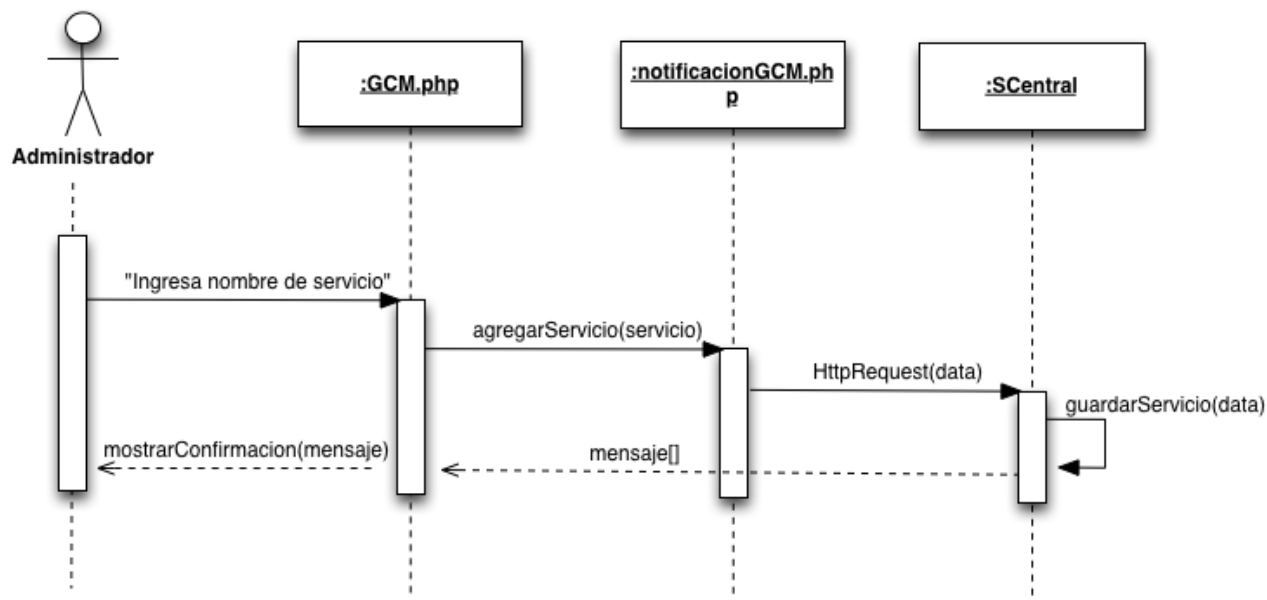 :GCM.php
:notificacionGCM.ph
p
:SCentral
Administrador
"Ingresa nombre de servicio"
agregarServicio(servicio)
HttpRequest(data)
guardarServicio(data)
mostrarConfirmacion(mensaje)
mensaje[]